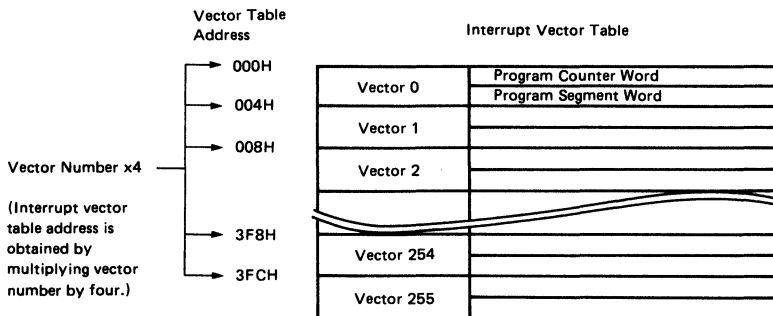 Vector Table
Address
Interrupt Vector Table
000H
004H
008H
3F8H
3FCH
Vector Number x4
(Interrupt vector
table address is
obtained by
multiplying vector
number by four.)
Vector 0
Program Counter Word
Program Segment Word
Vector 1
Vector 2
Vector 254
Vector 255